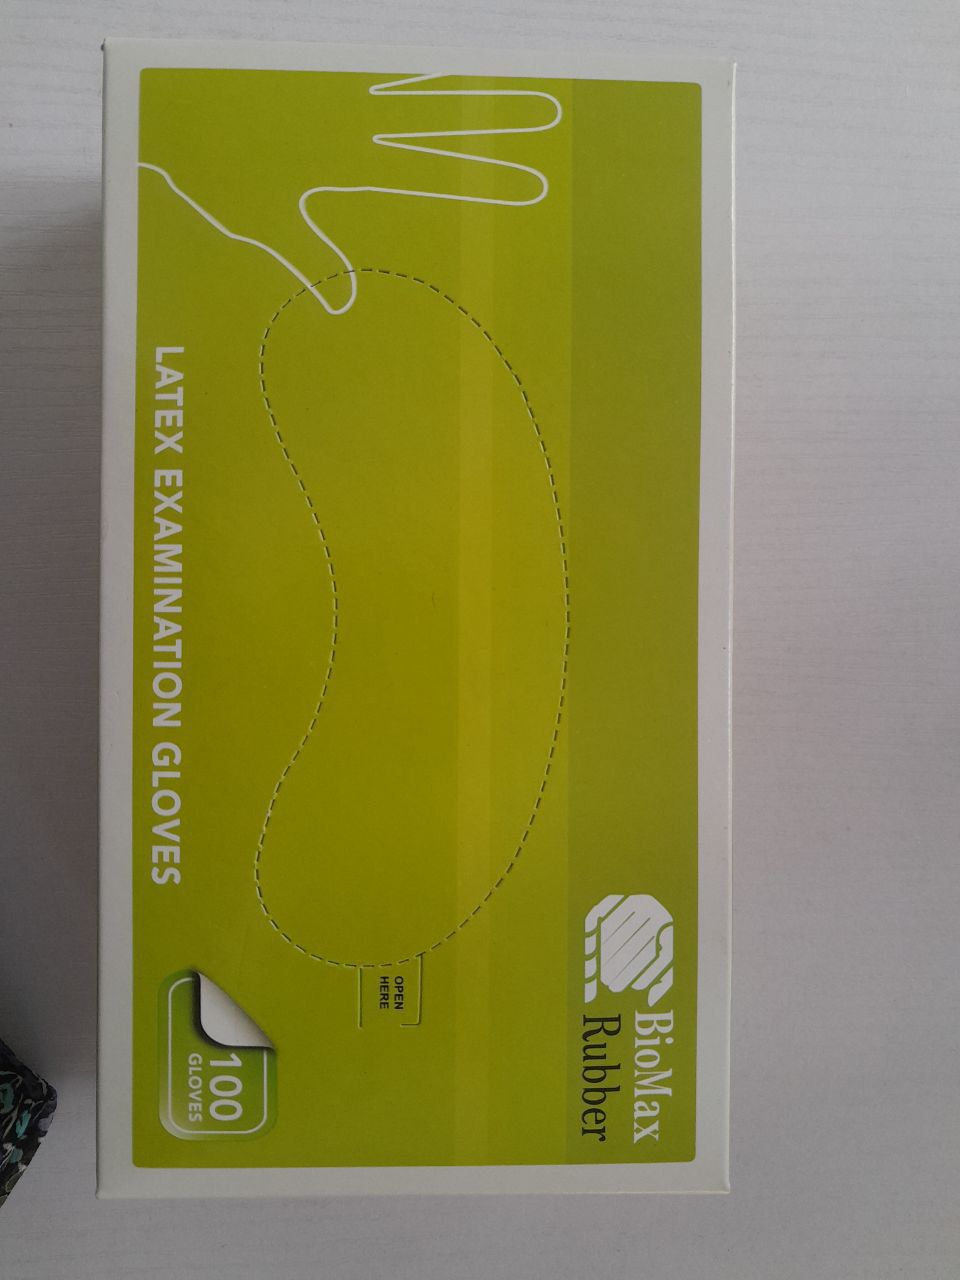 BioMax
Rubber
OPEN
HERE
LATEX EXAMINATION GLOVES
100
GLOVES